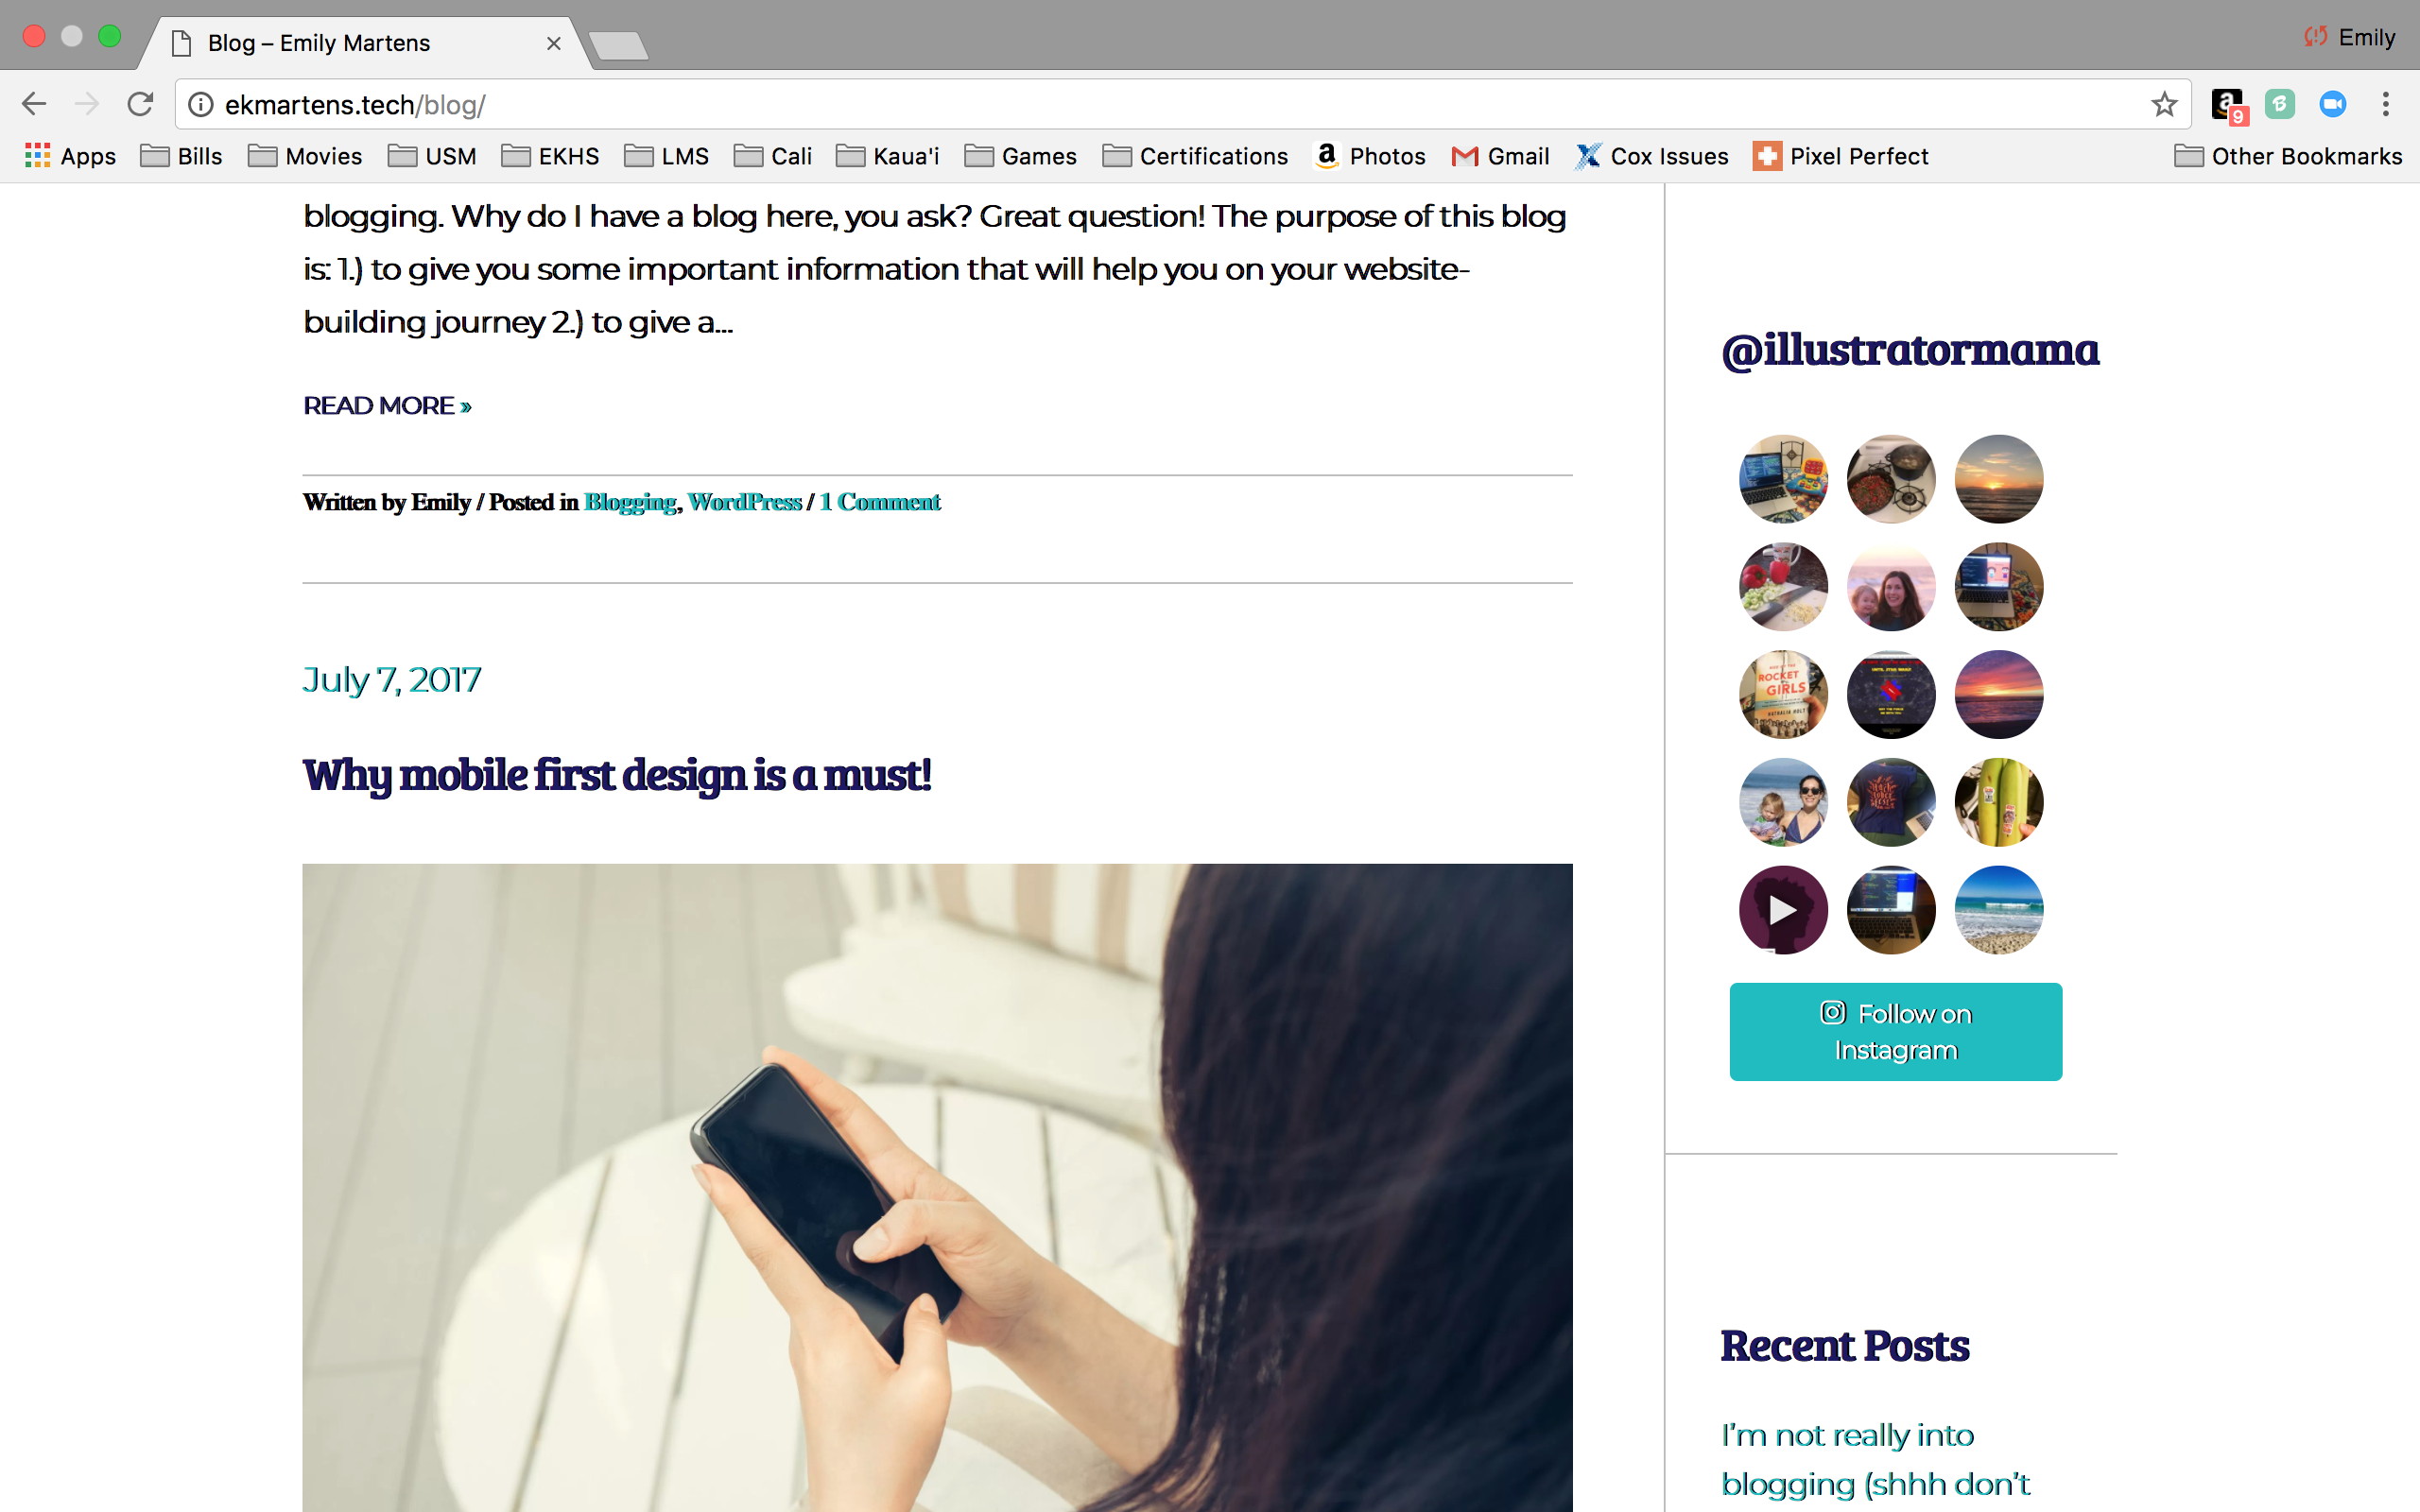 Blog – Emily Martens
Emily
ekmartens.tech/blog/
9
Apps Bills Movies USM EKHS LMS Cali Kaua'i Games Certifications Photos Gmail Cox Issues Pixel Perfect Other Bookmarks
blogging. Why do I have a blog here, you ask? Great question! The purpose of this blog
is: 1.) to give you some important information that will help you on your website-
building journey 2.) to give a...
READ MORE »
Written by Emily / Posted in Blogging, WordPress / 1 Comment
July 7, 2017
Why mobile first design is a must!
@illustratormama
ROCKET
GIRLS
Follow on
Instagram
Recent Posts
I'm not really into
blogging (shhh don't